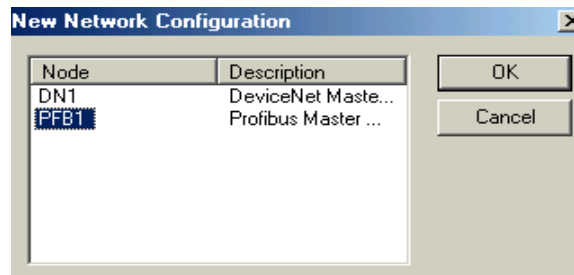 New Network Configuration
Node Description OK
DN1 DeviceNet Maste...
PFB1 Profibus Master ... Cancel